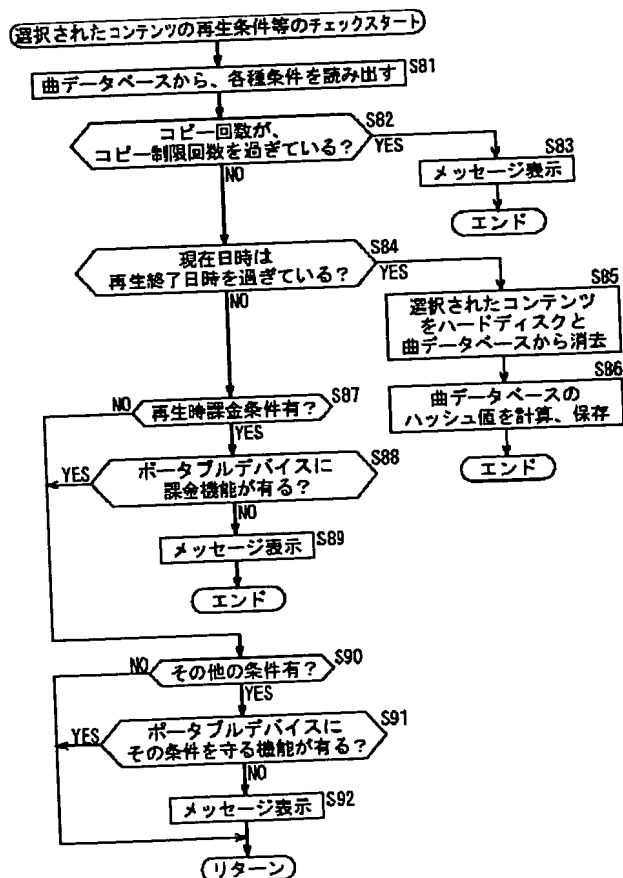 選択されたコンテンツの再生条件等のチェックスタート
曲データベースから、各種条件を読み出す
S81
コピー回数が、
コピー制限回数を過ぎている?
S82
YES
NO
メッセージ表示
S83
エンド
現在日時は
再生終了日時を過ぎている?
S84
YES
NO
選択されたコンテンツ
をハードディスクと
曲データベースから消去
S85
曲データベースの
ハッシュ値を計算、保存
S86
エンド
NO
再生時課金条件有?
S87
YES
YES
ポータブルデバイスに
課金機能が有る?
S88
NO
メッセージ表示
S89
エンド
NO
その他の条件有?
S90
YES
YES
ポータブルデバイスに
その条件を守る機能が有る?
S91
NO
メッセージ表示
S92
リターン